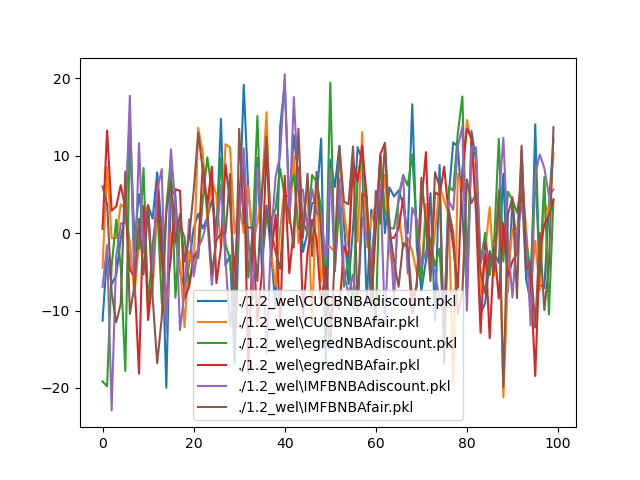 20
10
0
−10
−20
./1.2_wel\CUCBNBAdiscount.pkl
./1.2_wel\CUCBNBAfair.pkl
./1.2_wel\egredNBAdiscount.pkl
./1.2_wel\egredNBAfair.pkl
./1.2_wel\IMFBNBAdiscount.pkl
./1.2_wel\IMFBNBAfair.pkl
0 20 40 60 80 100